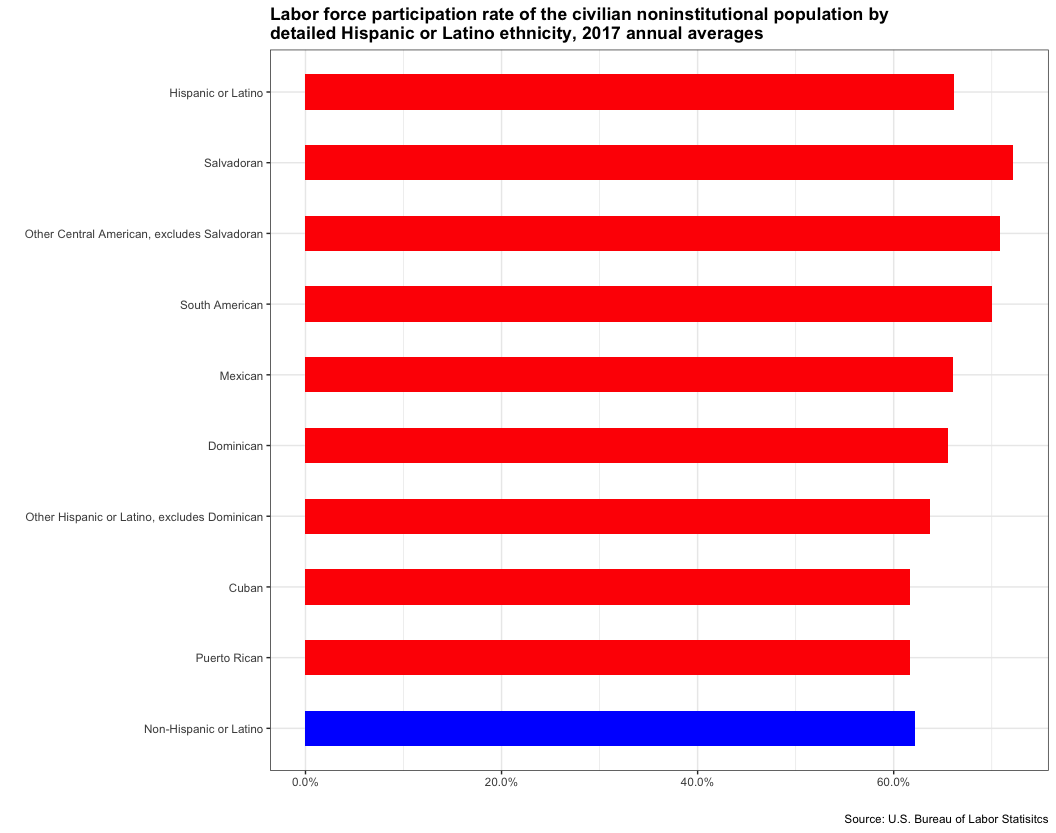 Labor force participation rate of the civilian noninstitutional population by
detailed Hispanic or Latino ethnicity, 2017 annual averages
Hispanic or Latino
Salvadoran
Other Central American, excludes Salvadoran
South American
Mexican
Dominican
Other Hispanic or Latino, excludes Dominican
Cuban
Puerto Rican
Non-Hispanic or Latino
0.0% 20.0% 40.0% 60.0%
Source: U.S. Bureau of Labor Statisitcs